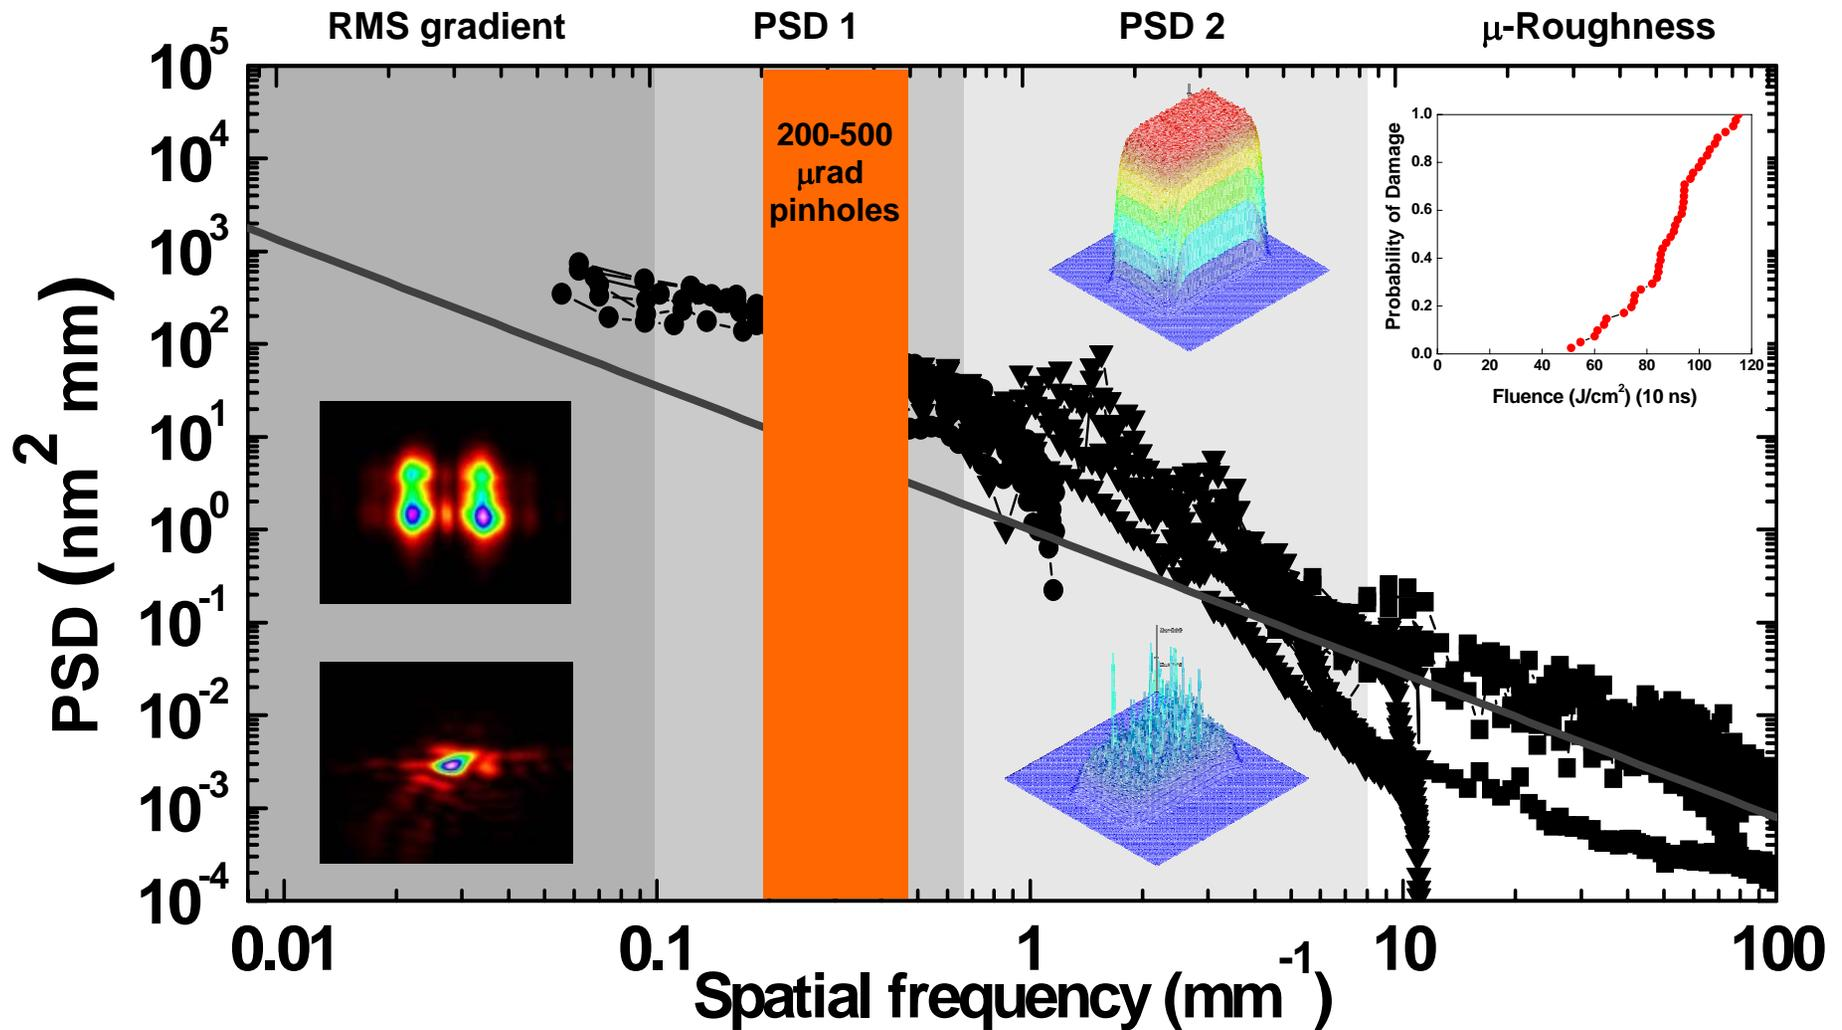 RMS gradient PSD 1 PSD 2 μ-Roughness
10^5
10^4
10^3
10^2
10^1
10^0
10^-1
10^-2
10^-3
10^-4
PSD (nm^2 mm)
200-500
μrad
pinholes
1.0
0.8
0.6
0.4
0.2
0.0
Probability of Damage
0 20 40 60 80 100 120
Fluence (J/cm^2) (10 ns)
0.01 0.1 1 10 100
Spatial frequency (mm^-1)